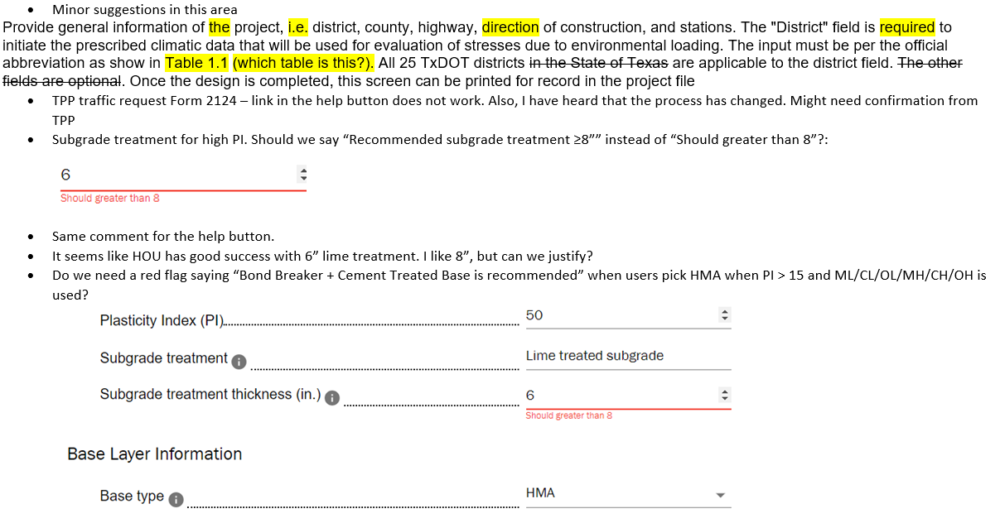 • Minor suggestions in this area
Provide general information of the project, i.e. district, county, highway, direction of construction, and stations. The "District" field is required to
initiate the prescribed climatic data that will be used for evaluation of stresses due to environmental loading. The input must be per the official
abbreviation as show in Table 1.1 (which table is this?). All 25 TxDOT districts in the State of Texas are applicable to the district field. The other
fields are optional. Once the design is completed, this screen can be printed for record in the project file
• TPP traffic request Form 2124 – link in the help button does not work. Also, I have heard that the process has changed. Might need confirmation from
TPP
• Subgrade treatment for high PI. Should we say “Recommended subgrade treatment ≥8”” instead of “Should greater than 8”?:
6
Should greater than 8
• Same comment for the help button.
• It seems like HOU has good success with 6” lime treatment. I like 8”, but can we justify?
• Do we need a red flag saying “Bond Breaker + Cement Treated Base is recommended” when users pick HMA when PI > 15 and ML/CL/OL/MH/CH/OH is
used?
Plasticity Index (PI) 50
Subgrade treatment Lime treated subgrade
Subgrade treatment thickness (in.) 6
Should greater than 8
Base Layer Information
Base type HMA